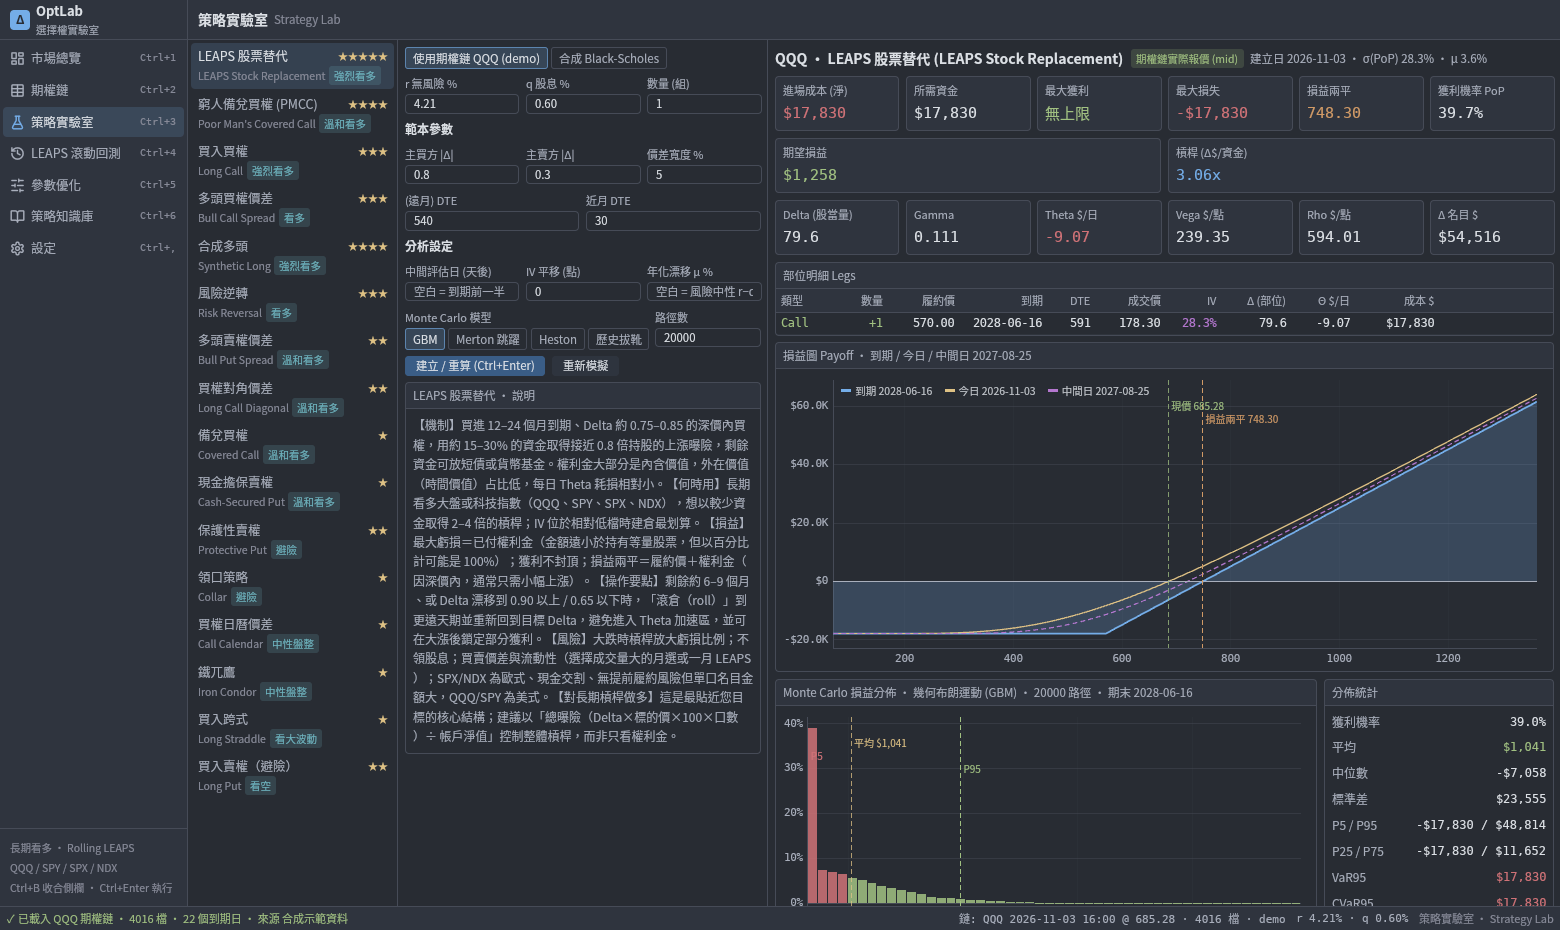 Δ OptLab
選擇權實驗室
市場總覽 Ctrl+1
期權鏈 Ctrl+2
策略實驗室 Ctrl+3
LEAPS 滾動回測 Ctrl+4
參數優化 Ctrl+5
策略知識庫 Ctrl+6
設定 Ctrl+,
長期看多 · Rolling LEAPS
QQQ / SPY / SPX / NDX
Ctrl+B 收合側欄 · Ctrl+Enter 執行
策略實驗室 Strategy Lab
LEAPS 股票替代 ★★★★★
LEAPS Stock Replacement 強烈看多
窮人備兌買權 (PMCC) ★★★★
Poor Man's Covered Call 溫和看多
買入買權 ★★★
Long Call 強烈看多
多頭買權價差 ★★★
Bull Call Spread 看多
合成多頭 ★★★★
Synthetic Long 強烈看多
風險逆轉 ★★★
Risk Reversal 看多
多頭賣權價差 ★★
Bull Put Spread 溫和看多
買權對角價差 ★★
Long Call Diagonal 溫和看多
備兌買權 ★
Covered Call 溫和看多
現金擔保賣權 ★
Cash-Secured Put 溫和看多
保護性賣權 ★★
Protective Put 避險
領口策略 ★
Collar 避險
買權日曆價差 ★
Call Calendar 中性盤整
鐵兀鷹 ★
Iron Condor 中性盤整
買入跨式 ★
Long Straddle 看大波動
買入賣權（避險） ★★
Long Put 看空
使用期權鏈 QQQ (demo) 合成 Black-Scholes
r 無風險 % q 股息 % 數量 (組)
4.21 0.60 1
範本參數
主買方 |Δ| 主賣方 |Δ| 價差寬度 %
0.8 0.3 5
(遠月) DTE 近月 DTE
540 30
分析設定
中間評估日 (天後) IV 平移 (點) 年化漂移 μ %
空白 = 到期前一半 0 空白 = 風險中性 r−q
Monte Carlo 模型 路徑數
GBM Merton 跳躍 Heston 歷史拔靴 20000
建立 / 重算 (Ctrl+Enter) 重新模擬
LEAPS 股票替代 · 說明
【機制】買進 12–24 個月到期、Delta 約 0.75–0.85 的深價內買
權，用約 15–30% 的資金取得接近 0.8 倍持股的上漲曝險，剩餘
資金可放短債或貨幣基金。權利金大部分是內含價值，外在價值
（時間價值）占比低，每日 Theta 耗損相對小。【何時用】長期
看多大盤或科技指數（QQQ、SPY、SPX、NDX），想以較少資
金取得 2–4 倍的槓桿；IV 位於相對低檔時建倉最划算。【損益】
最大虧損＝已付權利金（金額遠小於持有等量股票，但以百分比
計可能是 100%）；獲利不封頂；損益兩平＝履約價＋權利金（
因深價內，通常只需小幅上漲）。【操作要點】剩餘約 6–9 個月
、或 Delta 漂移到 0.90 以上 / 0.65 以下時，「滾倉（roll）」到
更遠天期並重新回到目標 Delta，避免進入 Theta 加速區，並可
在大漲後鎖定部分獲利。【風險】大跌時槓桿放大虧損比例；不
領股息；買賣價差與流動性（選擇成交量大的月選或一月 LEAPS
）；SPX/NDX 為歐式、現金交割、無提前履約風險但單口名目金
額大，QQQ/SPY 為美式。【對長期槓桿做多】這是最貼近您目
標的核心結構；建議以「總曝險（Delta×標的價×100×口數
）÷ 帳戶淨值」控制整體槓桿，而非只看權利金。
QQQ · LEAPS 股票替代 (LEAPS Stock Replacement) 期權鏈實際報價 (mid) 建立日 2026-11-03 · σ(PoP) 28.3% · μ 3.6%
進場成本 (淨) 所需資金 最大獲利 最大損失 損益兩平 獲利機率 PoP
$17,830 $17,830 無上限 -$17,830 748.30 39.7%
期望損益 槓桿 (Δ$/資金)
$1,258 3.06x
Delta (股當量) Gamma Theta $/日 Vega $/點 Rho $/點 Δ 名目 $
79.6 0.111 -9.07 239.35 594.01 $54,516
部位明細 Legs
類型 數量 履約價 到期 DTE 成交價 IV Δ (部位) Θ $/日 成本 $
Call +1 570.00 2028-06-16 591 178.30 28.3% 79.6 -9.07 $17,830
損益圖 Payoff · 到期 / 今日 / 中間日 2027-08-25
到期 2028-06-16 今日 2026-11-03 中間日 2027-08-25
現價 685.28
損益兩平 748.30
$60.0K
$40.0K
$20.0K
$0
-$20.0K
200 400 600 800 1000 1200
Monte Carlo 損益分佈 · 幾何布朗運動 (GBM) · 20000 路徑 · 期末 2028-06-16
40%
30%
20%
10%
0%
平均 $1,041
P5
P95
分佈統計
獲利機率 39.0%
平均 $1,041
中位數 -$7,058
標準差 $23,555
P5 / P95 -$17,830 / $48,814
P25 / P75 -$17,830 / $11,652
VaR95 $17,830
CVaR95 $17,830
✓ 已載入 QQQ 期權鏈 · 4016 檔 · 22 個到期日 · 來源 合成示範資料
鏈: QQQ 2026-11-03 16:00 @ 685.28 · 4016 檔 · demo r 4.21% · q 0.60% 策略實驗室 · Strategy Lab